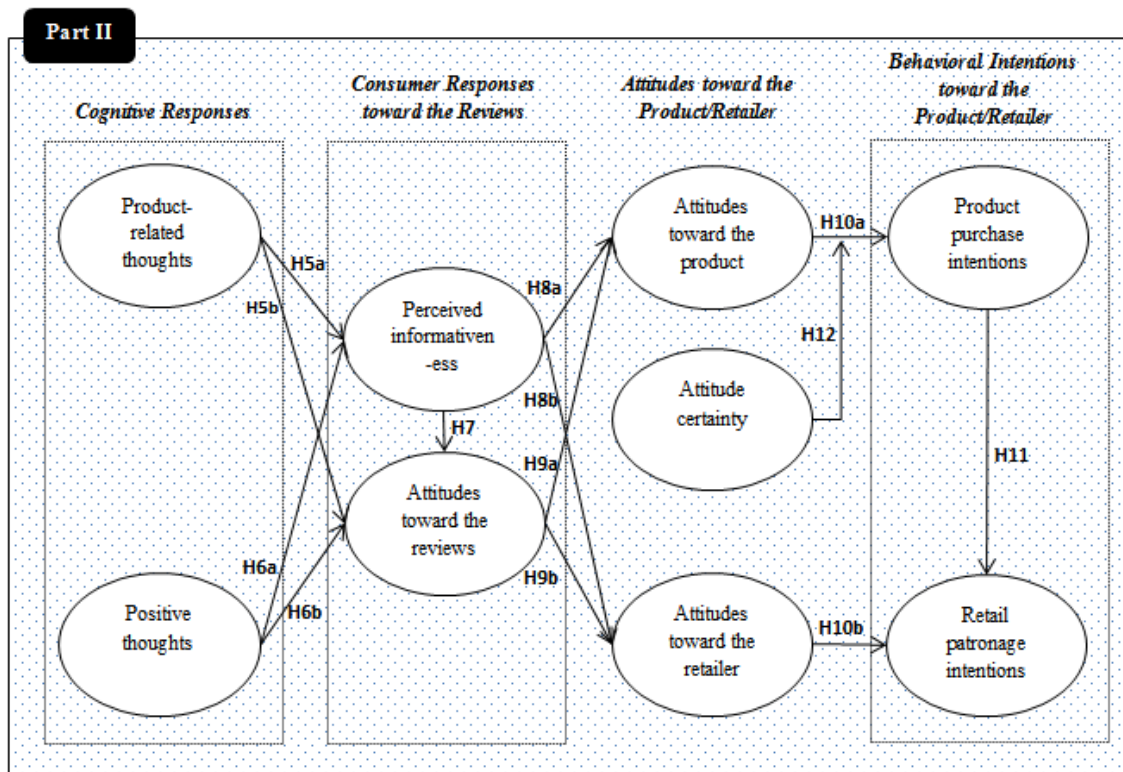 Part II
Cognitive Responses
Consumer Responses
toward the Reviews
Attitudes toward the
Product/Retailer
Behavioral Intentions
toward the
Product/Retailer
Product-
related
thoughts
Positive
thoughts
H5a
H5b
H6a
H6b
Perceived
informativen
-ess
H7
Attitudes
toward the
reviews
H8a
H8b
H9a
H9b
Attitudes
toward the
product
Attitude
certainty
Attitudes
toward the
retailer
H10a
H12
H10b
Product
purchase
intentions
H11
Retail
patronage
intentions